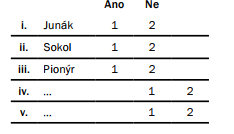 Ano Ne
i. Junák 1 2
ii. Sokol 1 2
iii. Pionýr 1 2
iv. ... 1 2
v. ... 1 2